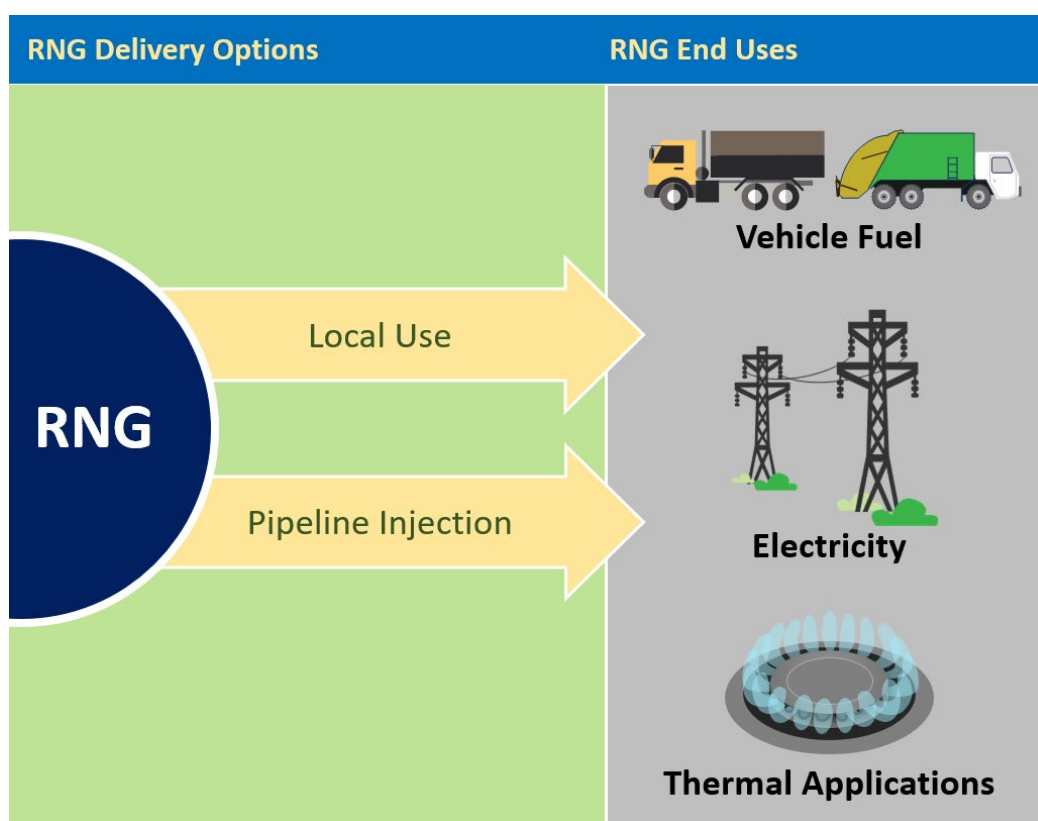 RNG Delivery Options
RNG End Uses
RNG
Local Use
Pipeline Injection
Vehicle Fuel
Electricity
Thermal Applications